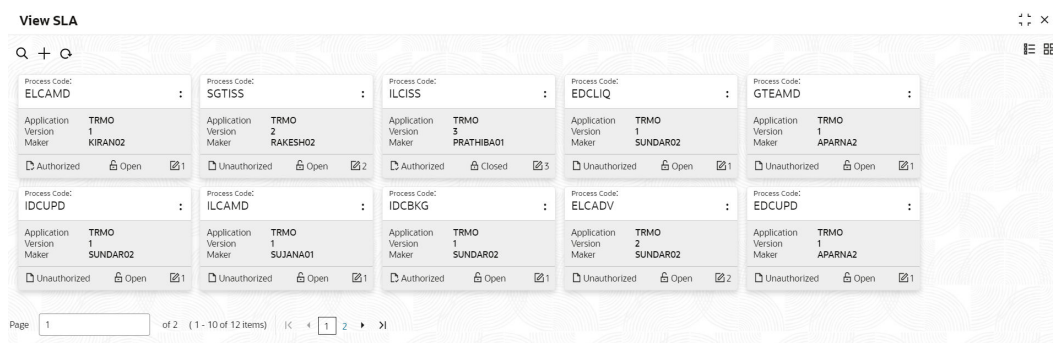 View SLA
Process Code:
ELCAMD
Application TRMO
Version 1
Maker KIRAN02
Authorized Open 1
Process Code:
SGTISS
Application TRMO
Version 2
Maker RAKESH02
Unauthorized Open 2
Process Code:
ILCISS
Application TRMO
Version 3
Maker PRATHIBA01
Authorized Closed 3
Process Code:
EDCLIQ
Application TRMO
Version 1
Maker SUNDAR02
Unauthorized Open 1
Process Code:
GTEAMD
Application TRMO
Version 1
Maker APARNA2
Unauthorized Open 1
Process Code:
IDCUPD
Application TRMO
Version 1
Maker SUNDAR02
Unauthorized Open 1
Process Code:
ILCAMD
Application TRMO
Version 1
Maker SUJANA01
Unauthorized Open 1
Process Code:
IDCBKG
Application TRMO
Version 1
Maker SUNDAR02
Authorized Open 1
Process Code:
ELCADV
Application TRMO
Version 2
Maker SUNDAR02
Unauthorized Open 2
Process Code:
EDCUPD
Application TRMO
Version 1
Maker APARNA2
Unauthorized Open 1
Page 1 of 2 (1 - 10 of 12 items) 1 2